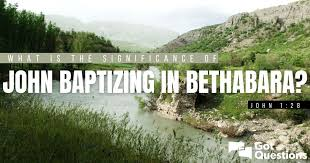 WHAT IS THE SIGNIFICANCE OF
JOHN BAPTIZING IN BETHABARA?
JOHN 1:28
Got
Questions